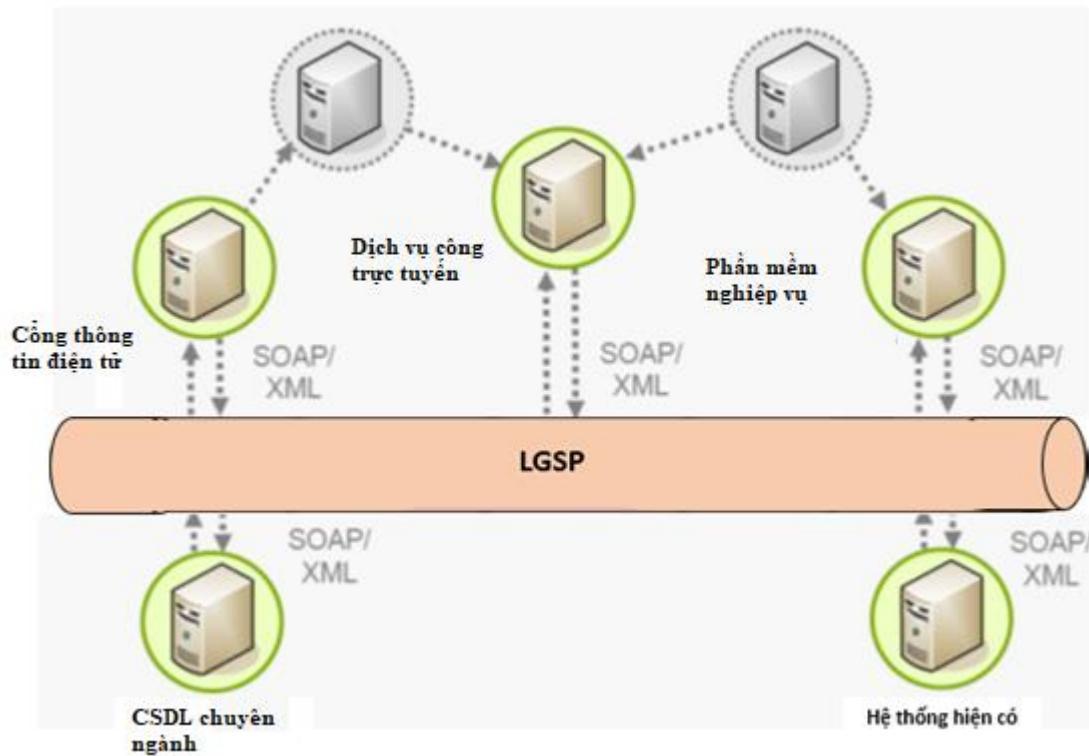 Dịch vụ công
trực tuyến
Phần mềm
nghiệp vụ
Cổng thông
tin điện tử
SOAP/
XML
SOAP/
XML
SOAP/
XML
LGSP
SOAP/
XML
SOAP/
XML
CSDL chuyên
ngành
Hệ thống hiện có